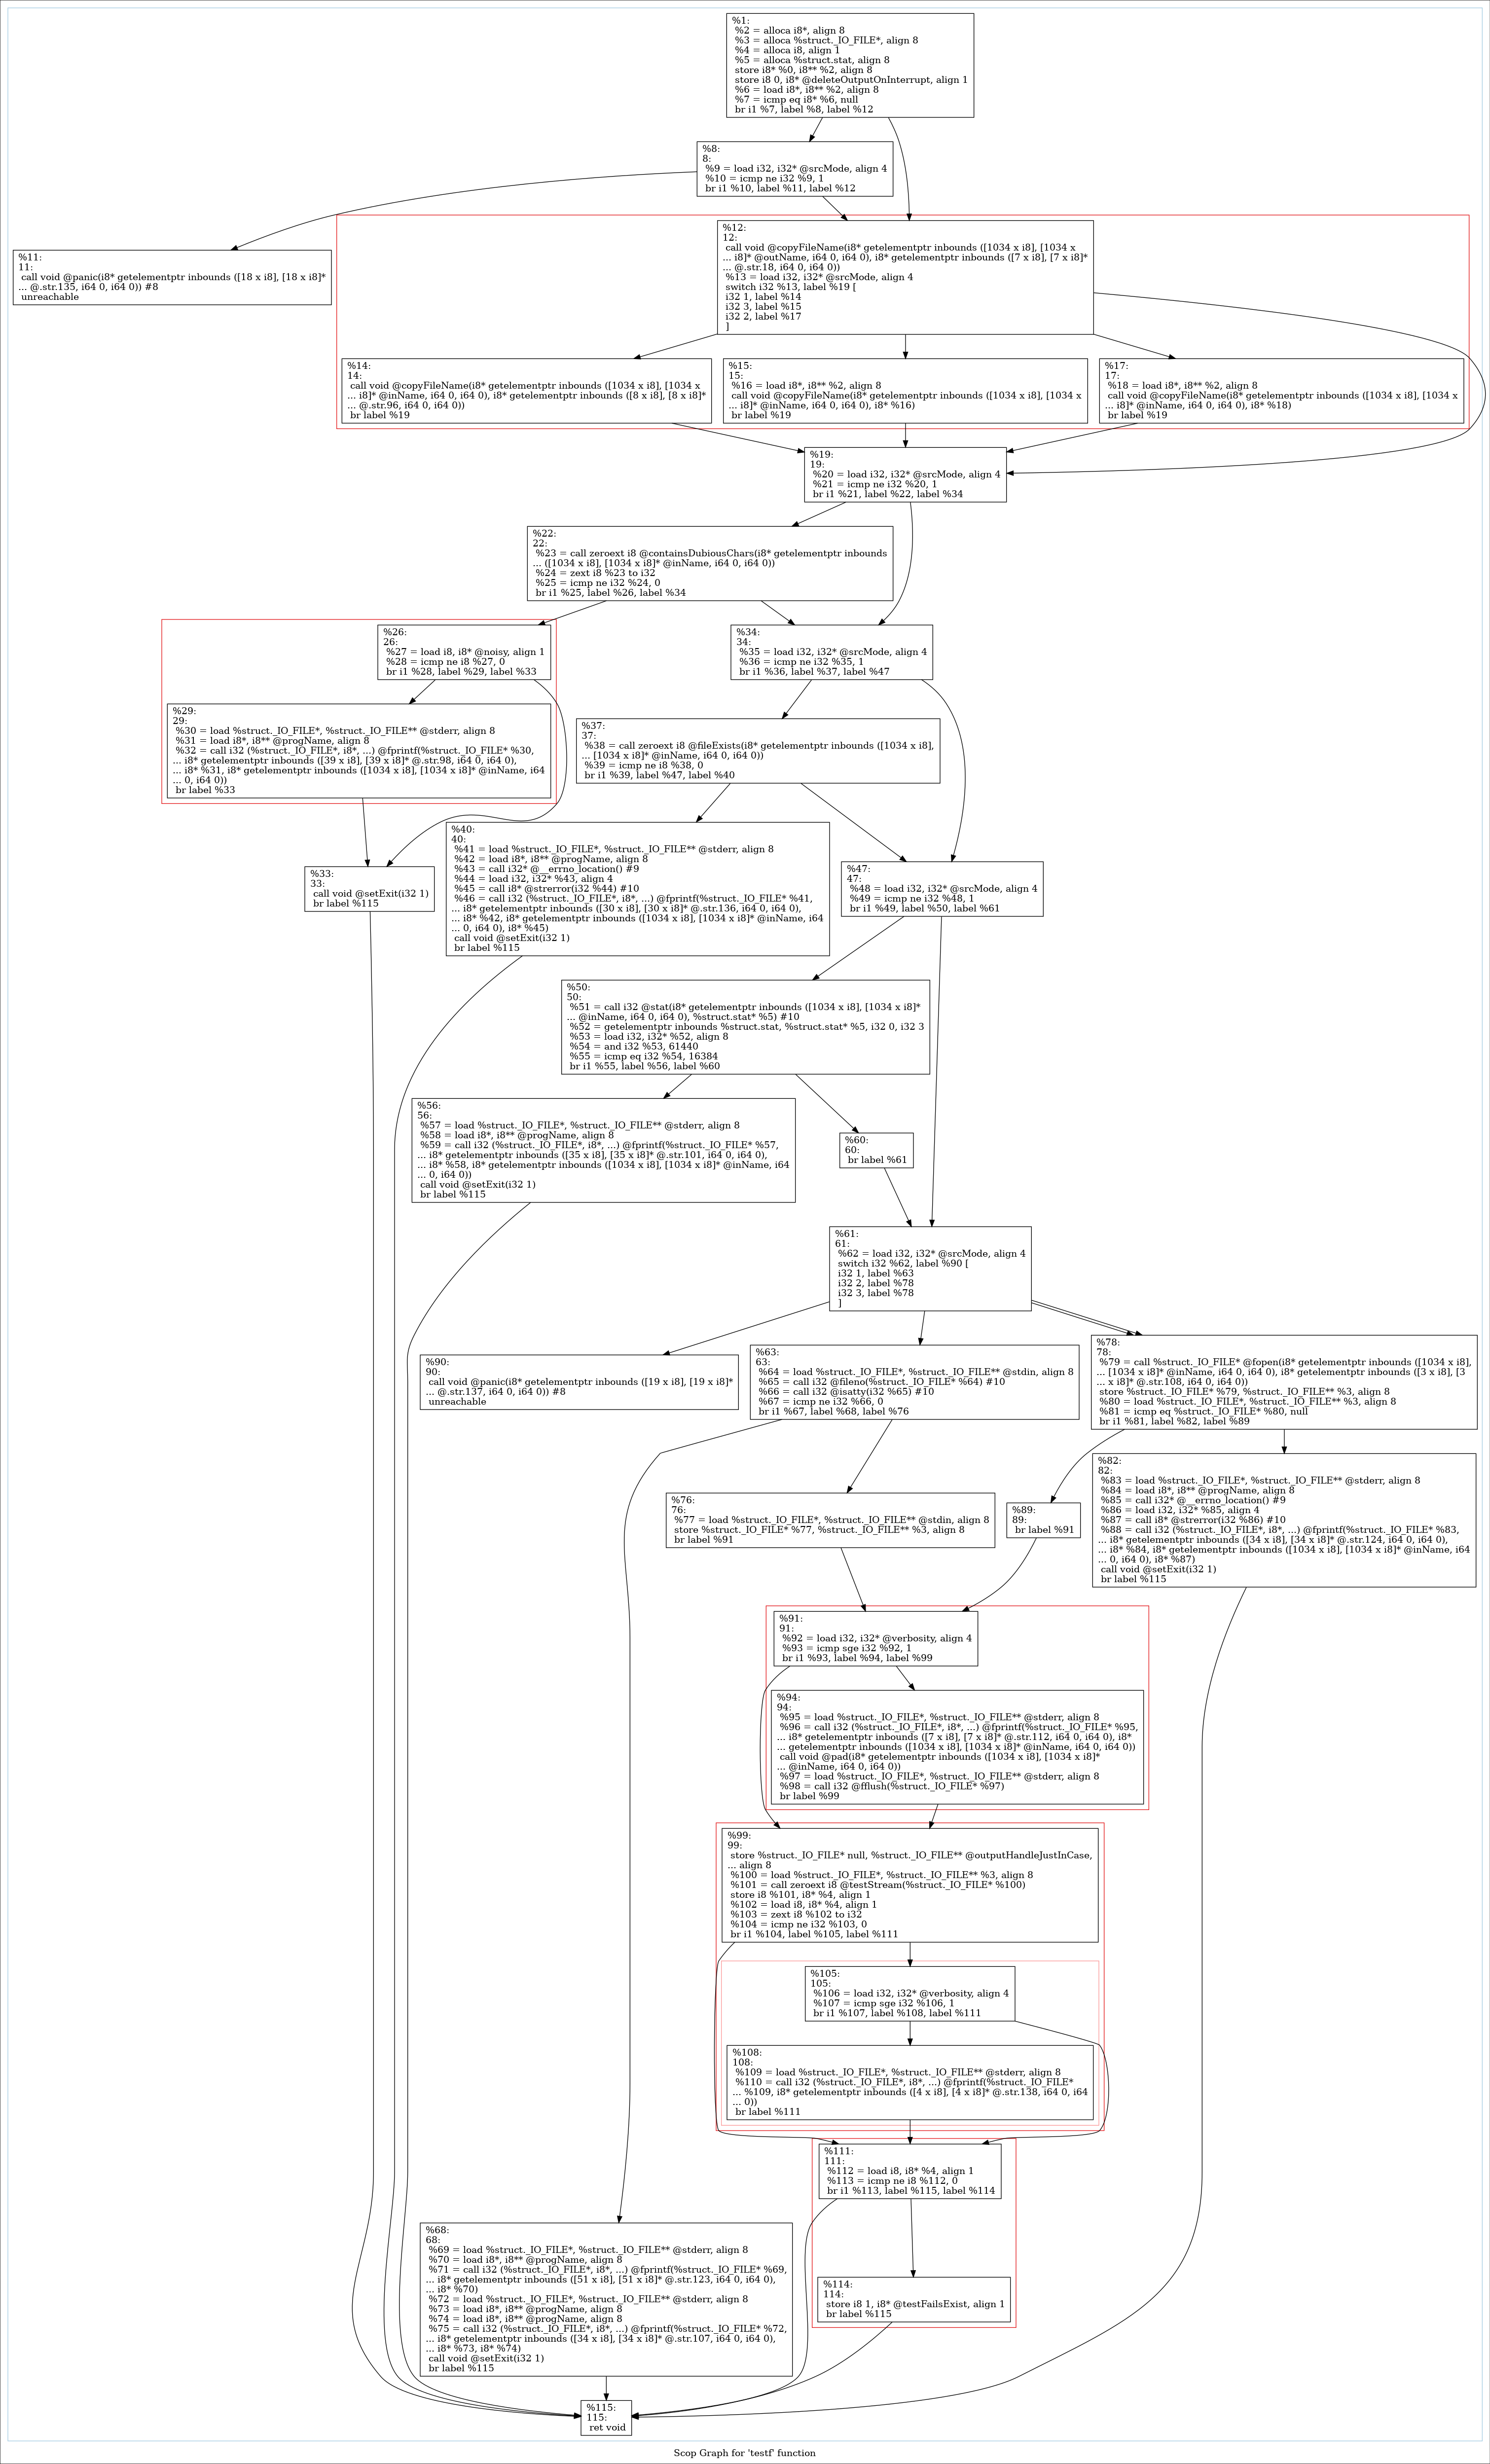 %1:
%2 = alloca i8*, align 8
%3 = alloca %struct._IO_FILE*, align 8
%4 = alloca i8, align 1
%5 = alloca %struct.stat, align 8
store i8* %0, i8** %2, align 8
store i8 0, i8* @deleteOutputOnInterrupt, align 1
%6 = load i8*, i8** %2, align 8
%7 = icmp eq i8* %6, null
br i1 %7, label %8, label %12
%8:
8:
%9 = load i32, i32* @srcMode, align 4
%10 = icmp ne i32 %9, 1
br i1 %10, label %11, label %12
%11:
11:
call void @panic(i8* getelementptr inbounds ([18 x i8], [18 x i8]*
... @.str.135, i64 0, i64 0)) #8
unreachable
%12:
12:
call void @copyFileName(i8* getelementptr inbounds ([1034 x i8], [1034 x
... i8]* @outName, i64 0, i64 0), i8* getelementptr inbounds ([7 x i8], [7 x i8]*
... @.str.18, i64 0, i64 0))
%13 = load i32, i32* @srcMode, align 4
switch i32 %13, label %19 [
i32 1, label %14
i32 3, label %15
i32 2, label %17
]
%14:
14:
call void @copyFileName(i8* getelementptr inbounds ([1034 x i8], [1034 x
... i8]* @inName, i64 0, i64 0), i8* getelementptr inbounds ([8 x i8], [8 x i8]*
... @.str.96, i64 0, i64 0))
br label %19
%15:
15:
%16 = load i8*, i8** %2, align 8
call void @copyFileName(i8* getelementptr inbounds ([1034 x i8], [1034 x
... i8]* @inName, i64 0, i64 0), i8* %16)
br label %19
%17:
17:
%18 = load i8*, i8** %2, align 8
call void @copyFileName(i8* getelementptr inbounds ([1034 x i8], [1034 x
... i8]* @inName, i64 0, i64 0), i8* %18)
br label %19
%19:
19:
%20 = load i32, i32* @srcMode, align 4
%21 = icmp ne i32 %20, 1
br i1 %21, label %22, label %34
%22:
22:
%23 = call zeroext i8 @containsDubiousChars(i8* getelementptr inbounds
... ([1034 x i8], [1034 x i8]* @inName, i64 0, i64 0))
%24 = zext i8 %23 to i32
%25 = icmp ne i32 %24, 0
br i1 %25, label %26, label %34
%26:
26:
%27 = load i8, i8* @noisy, align 1
%28 = icmp ne i8 %27, 0
br i1 %28, label %29, label %33
%34:
34:
%35 = load i32, i32* @srcMode, align 4
%36 = icmp ne i32 %35, 1
br i1 %36, label %37, label %47
%29:
29:
%30 = load %struct._IO_FILE*, %struct._IO_FILE** @stderr, align 8
%31 = load i8*, i8** @progName, align 8
%32 = call i32 (%struct._IO_FILE*, i8*, ...) @fprintf(%struct._IO_FILE* %30,
... i8* getelementptr inbounds ([39 x i8], [39 x i8]* @.str.98, i64 0, i64 0),
... i8* %31, i8* getelementptr inbounds ([1034 x i8], [1034 x i8]* @inName, i64
... 0, i64 0))
br label %33
%37:
37:
%38 = call zeroext i8 @fileExists(i8* getelementptr inbounds ([1034 x i8],
... [1034 x i8]* @inName, i64 0, i64 0))
%39 = icmp ne i8 %38, 0
br i1 %39, label %47, label %40
%33:
33:
call void @setExit(i32 1)
br label %115
%40:
40:
%41 = load %struct._IO_FILE*, %struct._IO_FILE** @stderr, align 8
%42 = load i8*, i8** @progName, align 8
%43 = call i32* @__errno_location() #9
%44 = load i32, i32* %43, align 4
%45 = call i8* @strerror(i32 %44) #10
%46 = call i32 (%struct._IO_FILE*, i8*, ...) @fprintf(%struct._IO_FILE* %41,
... i8* getelementptr inbounds ([30 x i8], [30 x i8]* @.str.136, i64 0, i64 0),
... i8* %42, i8* getelementptr inbounds ([1034 x i8], [1034 x i8]* @inName, i64
... 0, i64 0), i8* %45)
call void @setExit(i32 1)
br label %115
%47:
47:
%48 = load i32, i32* @srcMode, align 4
%49 = icmp ne i32 %48, 1
br i1 %49, label %50, label %61
%50:
50:
%51 = call i32 @stat(i8* getelementptr inbounds ([1034 x i8], [1034 x i8]*
... @inName, i64 0, i64 0), %struct.stat* %5) #10
%52 = getelementptr inbounds %struct.stat, %struct.stat* %5, i32 0, i32 3
%53 = load i32, i32* %52, align 8
%54 = and i32 %53, 61440
%55 = icmp eq i32 %54, 16384
br i1 %55, label %56, label %60
%56:
56:
%57 = load %struct._IO_FILE*, %struct._IO_FILE** @stderr, align 8
%58 = load i8*, i8** @progName, align 8
%59 = call i32 (%struct._IO_FILE*, i8*, ...) @fprintf(%struct._IO_FILE* %57,
... i8* getelementptr inbounds ([35 x i8], [35 x i8]* @.str.101, i64 0, i64 0),
... i8* %58, i8* getelementptr inbounds ([1034 x i8], [1034 x i8]* @inName, i64
... 0, i64 0))
call void @setExit(i32 1)
br label %115
%60:
60:
br label %61
%61:
61:
%62 = load i32, i32* @srcMode, align 4
switch i32 %62, label %90 [
i32 1, label %63
i32 2, label %78
i32 3, label %78
]
%90:
90:
call void @panic(i8* getelementptr inbounds ([19 x i8], [19 x i8]*
... @.str.137, i64 0, i64 0)) #8
unreachable
%63:
63:
%64 = load %struct._IO_FILE*, %struct._IO_FILE** @stdin, align 8
%65 = call i32 @fileno(%struct._IO_FILE* %64) #10
%66 = call i32 @isatty(i32 %65) #10
%67 = icmp ne i32 %66, 0
br i1 %67, label %68, label %76
%78:
78:
%79 = call %struct._IO_FILE* @fopen(i8* getelementptr inbounds ([1034 x i8],
... [1034 x i8]* @inName, i64 0, i64 0), i8* getelementptr inbounds ([3 x i8], [3
... x i8]* @.str.108, i64 0, i64 0))
store %struct._IO_FILE* %79, %struct._IO_FILE** %3, align 8
%80 = load %struct._IO_FILE*, %struct._IO_FILE** %3, align 8
%81 = icmp eq %struct._IO_FILE* %80, null
br i1 %81, label %82, label %89
%76:
76:
%77 = load %struct._IO_FILE*, %struct._IO_FILE** @stdin, align 8
store %struct._IO_FILE* %77, %struct._IO_FILE** %3, align 8
br label %91
%89:
89:
br label %91
%82:
82:
%83 = load %struct._IO_FILE*, %struct._IO_FILE** @stderr, align 8
%84 = load i8*, i8** @progName, align 8
%85 = call i32* @__errno_location() #9
%86 = load i32, i32* %85, align 4
%87 = call i8* @strerror(i32 %86) #10
%88 = call i32 (%struct._IO_FILE*, i8*, ...) @fprintf(%struct._IO_FILE* %83,
... i8* getelementptr inbounds ([34 x i8], [34 x i8]* @.str.124, i64 0, i64 0),
... i8* %84, i8* getelementptr inbounds ([1034 x i8], [1034 x i8]* @inName, i64
... 0, i64 0), i8* %87)
call void @setExit(i32 1)
br label %115
%91:
91:
%92 = load i32, i32* @verbosity, align 4
%93 = icmp sge i32 %92, 1
br i1 %93, label %94, label %99
%94:
94:
%95 = load %struct._IO_FILE*, %struct._IO_FILE** @stderr, align 8
%96 = call i32 (%struct._IO_FILE*, i8*, ...) @fprintf(%struct._IO_FILE* %95,
... i8* getelementptr inbounds ([7 x i8], [7 x i8]* @.str.112, i64 0, i64 0), i8*
... getelementptr inbounds ([1034 x i8], [1034 x i8]* @inName, i64 0, i64 0))
call void @pad(i8* getelementptr inbounds ([1034 x i8], [1034 x i8]*
... @inName, i64 0, i64 0))
%97 = load %struct._IO_FILE*, %struct._IO_FILE** @stderr, align 8
%98 = call i32 @fflush(%struct._IO_FILE* %97)
br label %99
%99:
99:
store %struct._IO_FILE* null, %struct._IO_FILE** @outputHandleJustInCase,
... align 8
%100 = load %struct._IO_FILE*, %struct._IO_FILE** %3, align 8
%101 = call zeroext i8 @testStream(%struct._IO_FILE* %100)
store i8 %101, i8* %4, align 1
%102 = load i8, i8* %4, align 1
%103 = zext i8 %102 to i32
%104 = icmp ne i32 %103, 0
br i1 %104, label %105, label %111
%105:
105:
%106 = load i32, i32* @verbosity, align 4
%107 = icmp sge i32 %106, 1
br i1 %107, label %108, label %111
%108:
108:
%109 = load %struct._IO_FILE*, %struct._IO_FILE** @stderr, align 8
%110 = call i32 (%struct._IO_FILE*, i8*, ...) @fprintf(%struct._IO_FILE*
... %109, i8* getelementptr inbounds ([4 x i8], [4 x i8]* @.str.138, i64 0, i64
... 0))
br label %111
%111:
111:
%112 = load i8, i8* %4, align 1
%113 = icmp ne i8 %112, 0
br i1 %113, label %115, label %114
%68:
68:
%69 = load %struct._IO_FILE*, %struct._IO_FILE** @stderr, align 8
%70 = load i8*, i8** @progName, align 8
%71 = call i32 (%struct._IO_FILE*, i8*, ...) @fprintf(%struct._IO_FILE* %69,
... i8* getelementptr inbounds ([51 x i8], [51 x i8]* @.str.123, i64 0, i64 0),
... i8* %70)
%72 = load %struct._IO_FILE*, %struct._IO_FILE** @stderr, align 8
%73 = load i8*, i8** @progName, align 8
%74 = load i8*, i8** @progName, align 8
%75 = call i32 (%struct._IO_FILE*, i8*, ...) @fprintf(%struct._IO_FILE* %72,
... i8* getelementptr inbounds ([34 x i8], [34 x i8]* @.str.107, i64 0, i64 0),
... i8* %73, i8* %74)
call void @setExit(i32 1)
br label %115
%114:
114:
store i8 1, i8* @testFailsExist, align 1
br label %115
%115:
115:
ret void
Scop Graph for 'testf' function